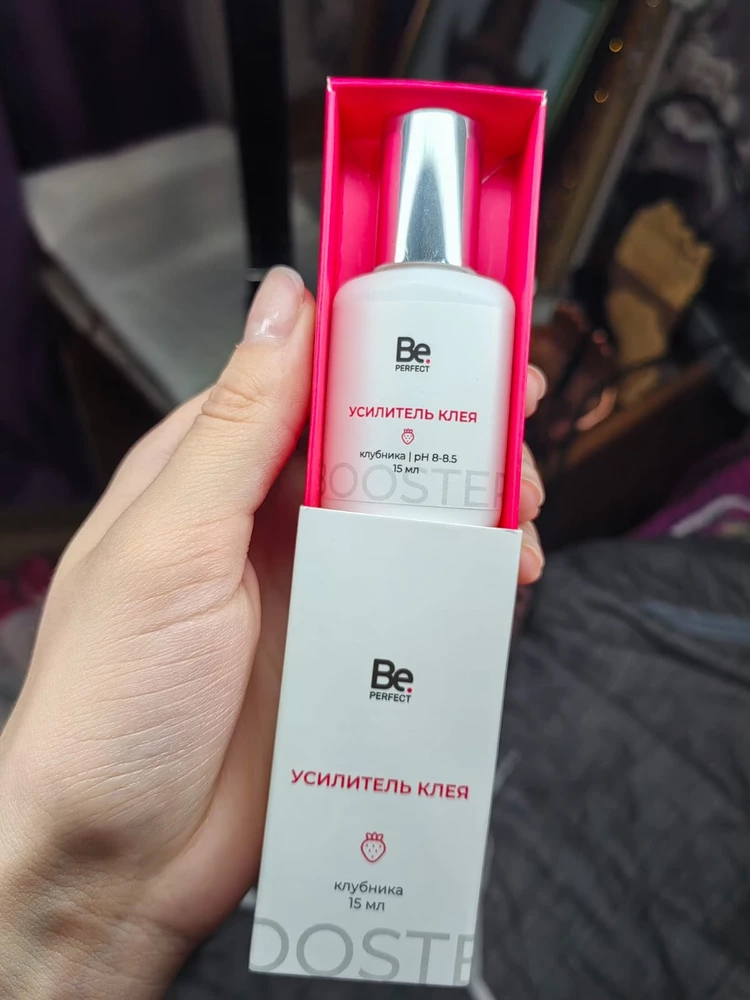 Be.
PERFECT
УСИЛИТЕЛЬ КЛЕЯ
клубника | pH 8-8.5
15 мл
BOOSTER
Be.
PERFECT
УСИЛИТЕЛЬ КЛЕЯ
клубника
15 мл
OOSTE